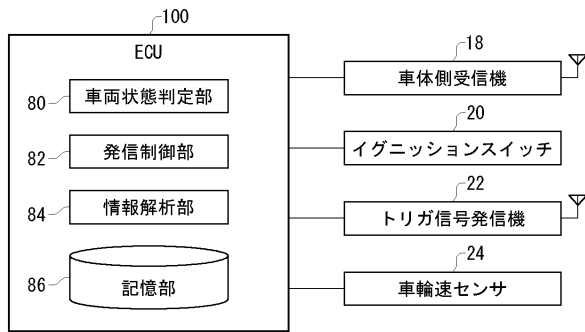 100
ECU
80
車両状態判定部
82
発信制御部
84
情報解析部
86
記憶部
18
車体側受信機
20
イグニッションスイッチ
22
トリガ信号発信機
24
車輪速センサ